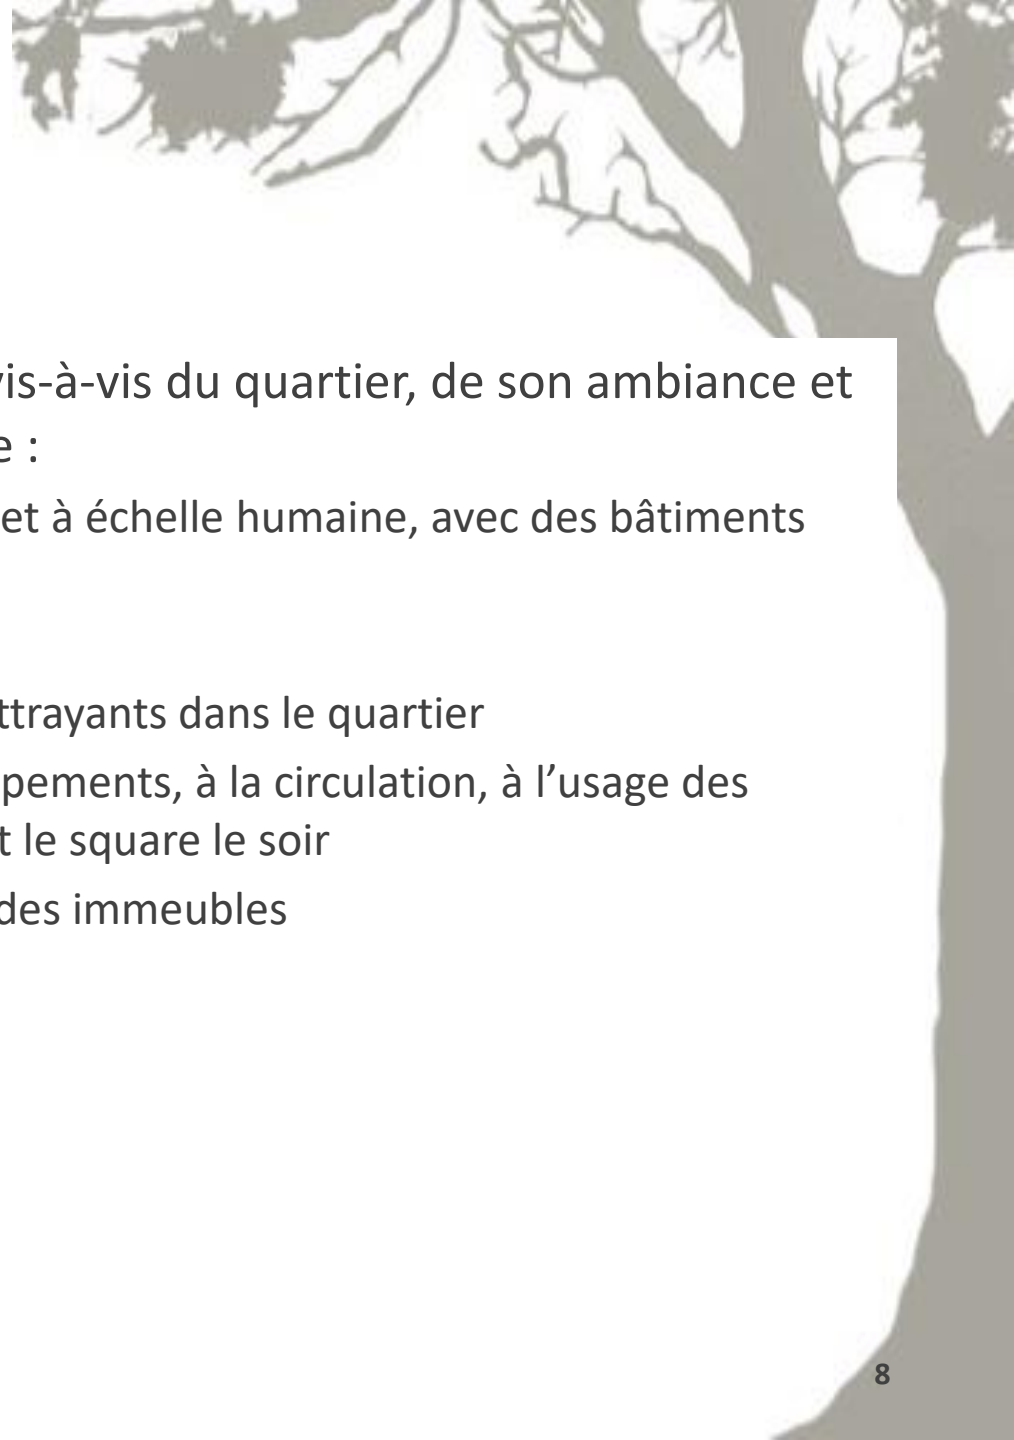 vis-à-vis du quartier, de son ambiance et
e :
et à échelle humaine, avec des bâtiments
ttrayants dans le quartier
pements, à la circulation, à l’usage des
t le square le soir
des immeubles
8